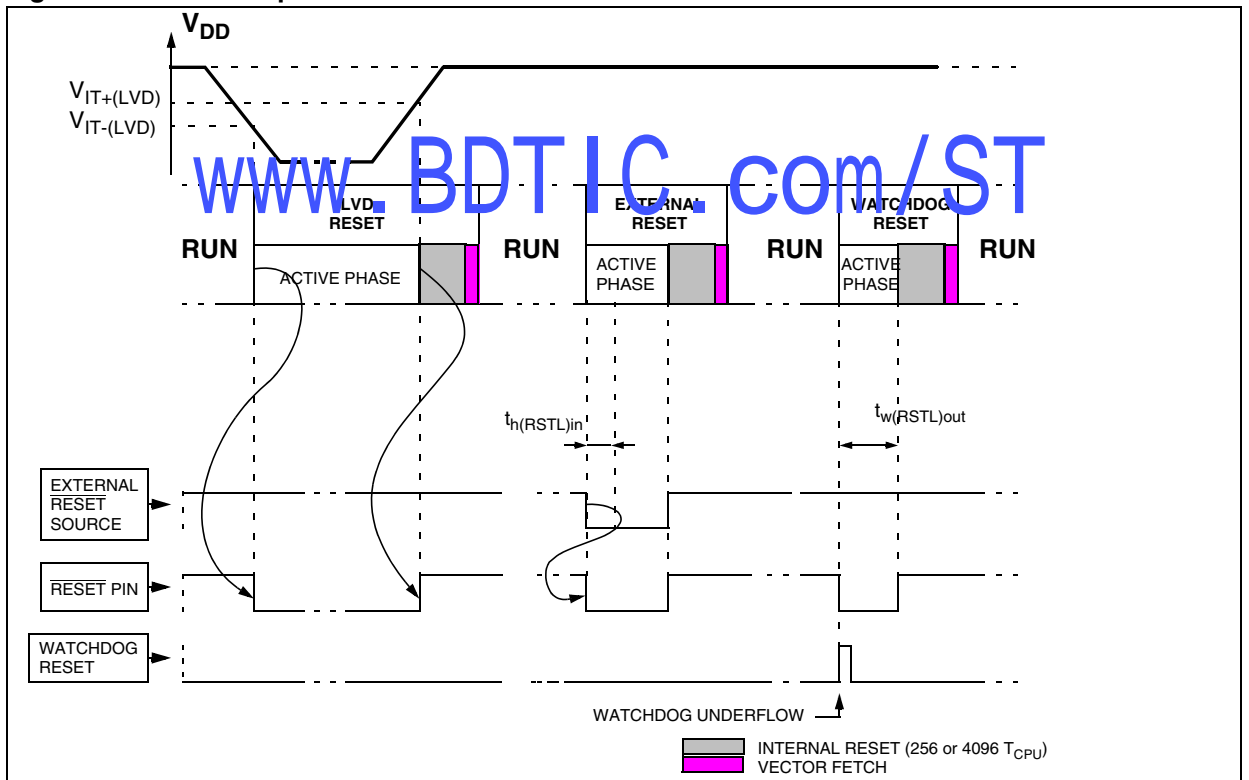 VDD
VIT+(LVD)
VIT-(LVD)
www.BDTIC.com/ST
LVD
RESET
EXTERNAL
RESET
WATCHDOG
RESET
RUN
RUN
RUN
RUN
ACTIVE PHASE
ACTIVE
PHASE
ACTIVE
PHASE
th(RSTL)in
tw(RSTL)out
EXTERNAL
RESET
SOURCE
RESET PIN
WATCHDOG
RESET
WATCHDOG UNDERFLOW
INTERNAL RESET (256 or 4096 TCPU)
VECTOR FETCH